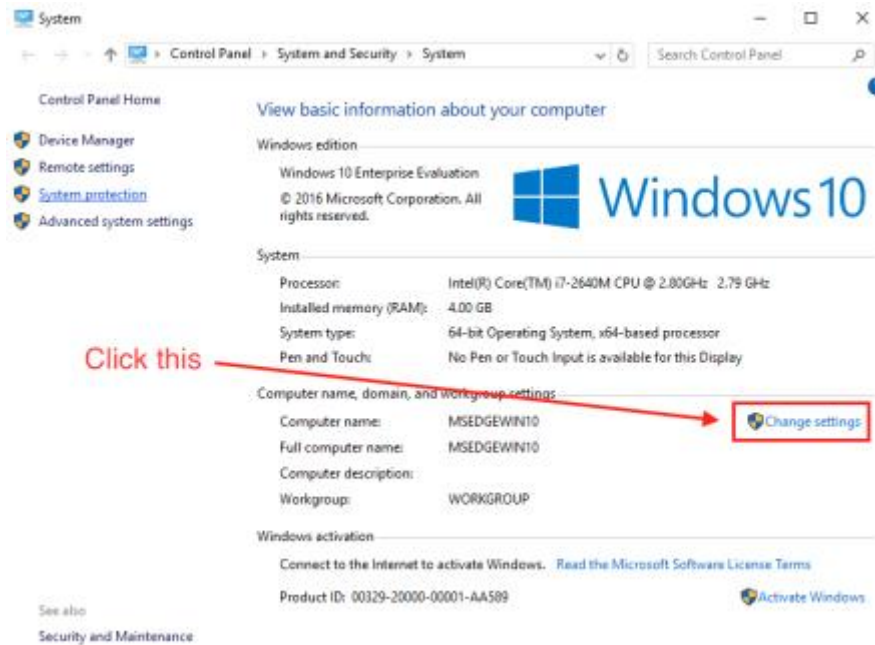 System
Control Panel > System and Security > System
Search Control Panel
Control Panel Home
Device Manager
Remote settings
System protection
Advanced system settings
View basic information about your computer
Windows edition
Windows 10 Enterprise Evaluation
© 2016 Microsoft Corporation. All
rights reserved.
Windows 10
System
Processor: Intel(R) Core(TM) i7-2640M CPU @ 2.80GHz 2.79 GHz
Installed memory (RAM): 4.00 GB
System type: 64-bit Operating System, x64-based processor
Pen and Touch: No Pen or Touch Input is available for this Display
Click this
Computer name, domain, and workgroup settings
Computer name: MSEDGEWIN10
Change settings
Full computer name: MSEDGEWIN10
Computer description:
Workgroup: WORKGROUP
Windows activation
Connect to the Internet to activate Windows. Read the Microsoft Software License Terms
Product ID: 00329-20000-00001-AA589
Activate Windows
See also
Security and Maintenance